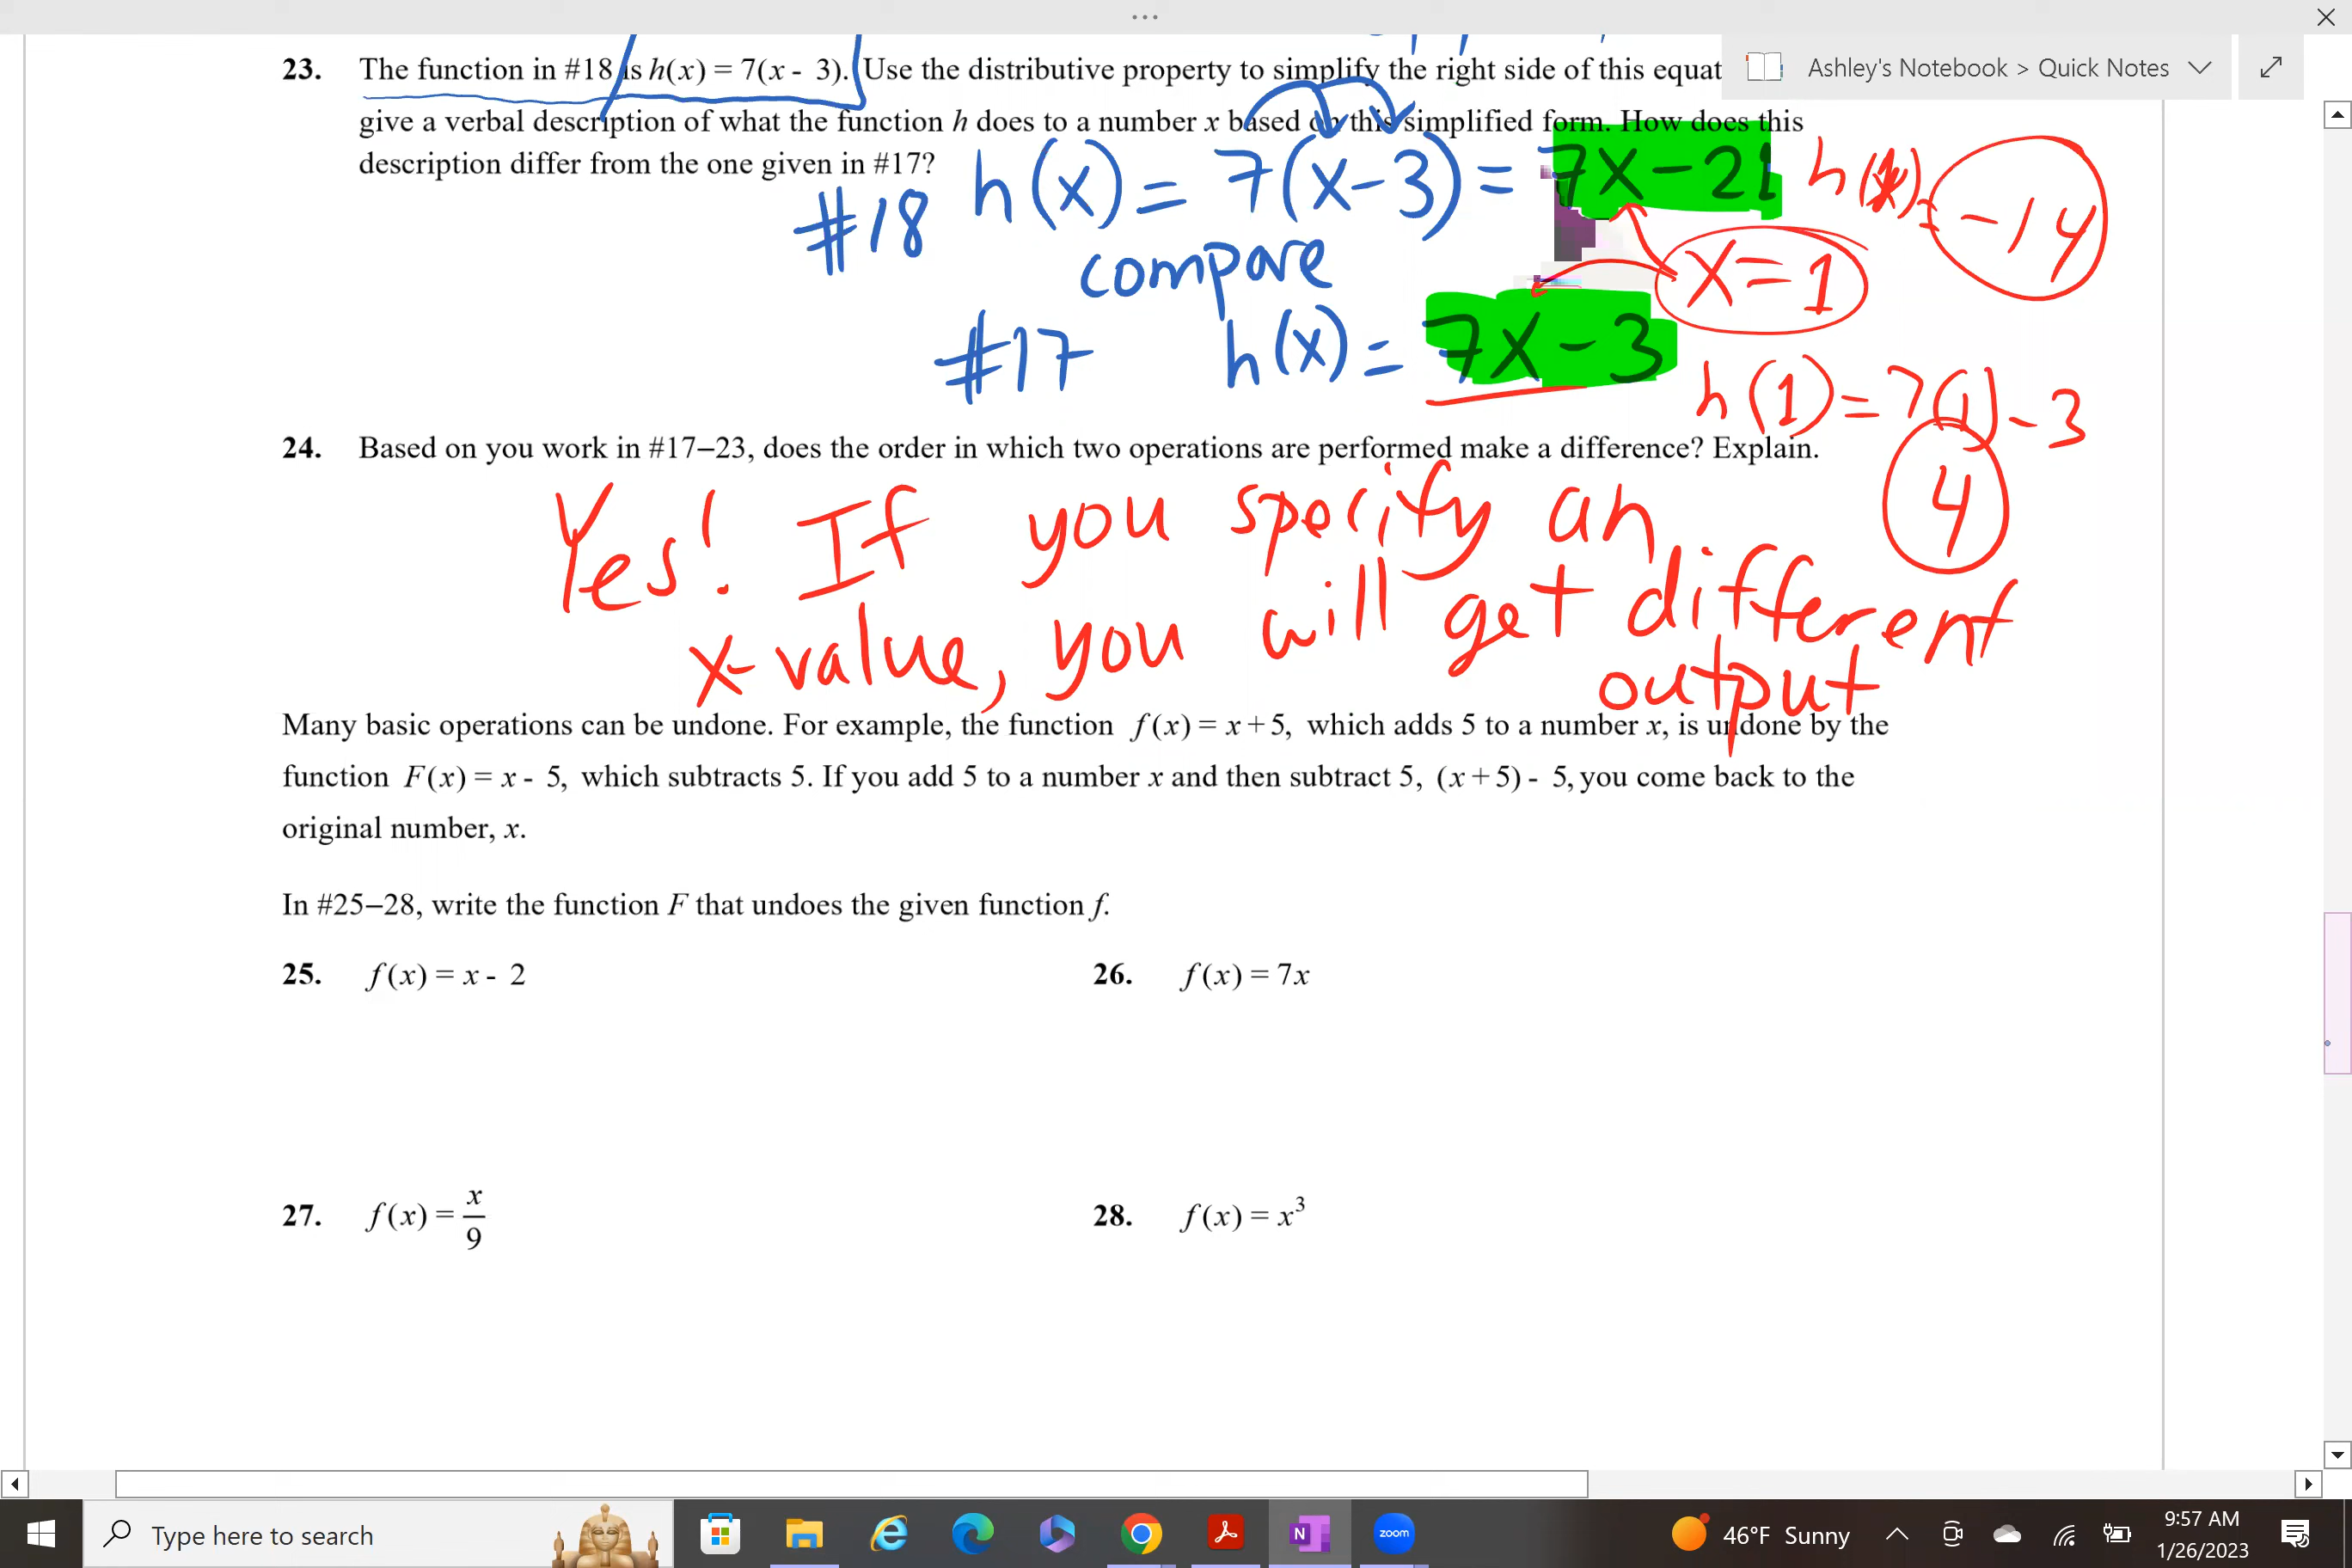 ...
Ashley's Notebook > Quick Notes
23. The function in #18 is h(x) = 7(x - 3). Use the distributive property to simplify the right side of this equat
give a verbal description of what the function h does to a number x based on this simplified form. How does this
description differ from the one given in #17?
#18 h(x) = 7(x-3) = 7x-21 h(1) = -14
compare
x=1
#17 h(x) = 7x-3
h(1) = 7(1) - 3
4
24. Based on you work in #17–23, does the order in which two operations are performed make a difference? Explain.
Yes! If you specify an
x-value, you will get different
output
Many basic operations can be undone. For example, the function f(x) = x + 5, which adds 5 to a number x, is undone by the
function F(x) = x - 5, which subtracts 5. If you add 5 to a number x and then subtract 5, (x + 5) - 5, you come back to the
original number, x.
In #25–28, write the function F that undoes the given function f.
25. f(x) = x - 2
26. f(x) = 7x
27. f(x) = x/9
28. f(x) = x³
Type here to search
zoom
46°F Sunny
9:57 AM
1/26/2023